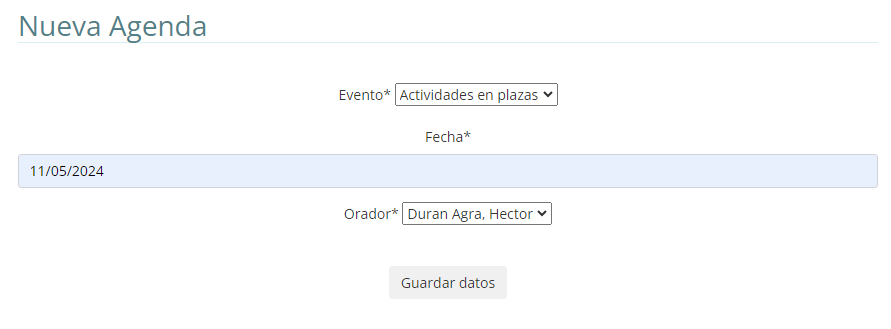 Nueva Agenda
Evento* Actividades en plazas
Fecha*
11/05/2024
Orador* Duran Agra, Hector
Guardar datos